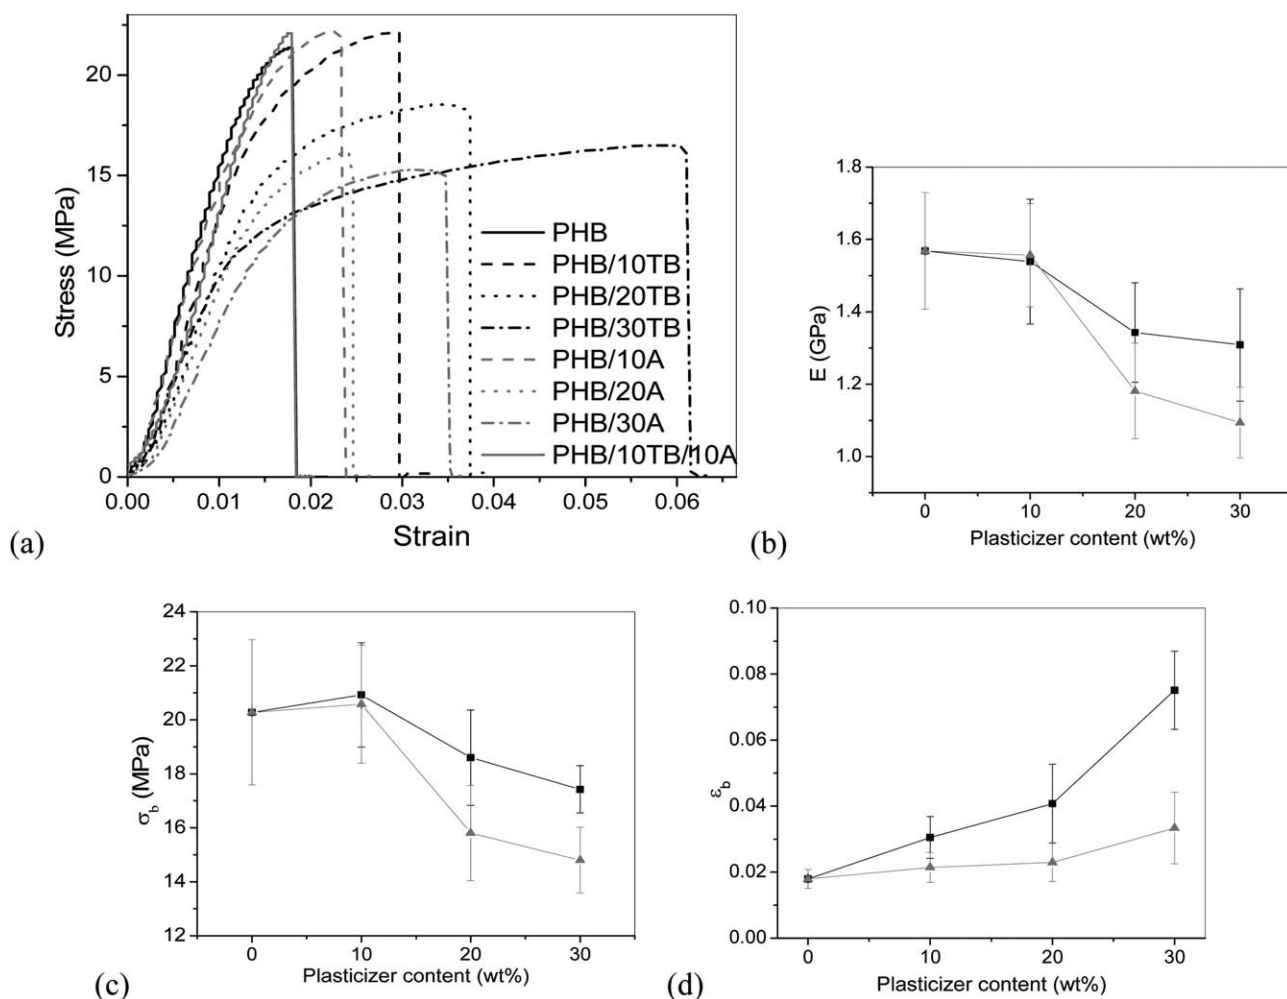 Stress (MPa)
20
15
10
5
0
PHB
PHB/10TB
PHB/20TB
PHB/30TB
PHB/10A
PHB/20A
PHB/30A
PHB/10TB/10A
0.00 0.01 0.02 0.03 0.04 0.05 0.06
Strain
(a)
E (GPa)
1.8
1.6
1.4
1.2
1.0
0 10 20 30
Plasticizer content (wt%)
(b)
σb (MPa)
24
22
20
18
16
14
12
0 10 20 30
Plasticizer content (wt%)
(c)
εb
0.10
0.08
0.06
0.04
0.02
0.00
0 10 20 30
Plasticizer content (wt%)
(d)